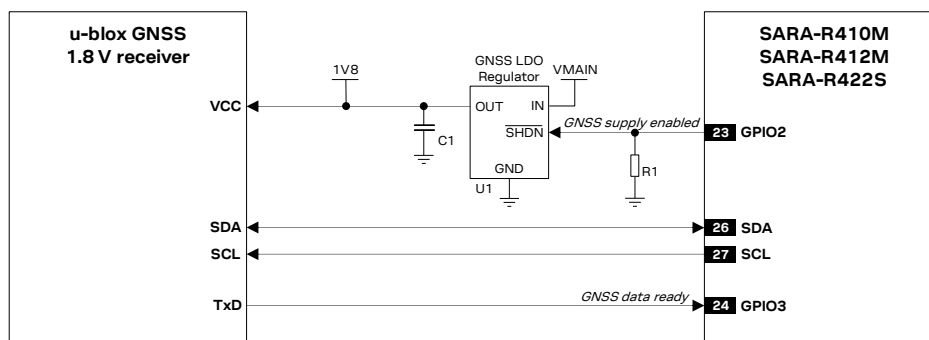 u-blox GNSS
1.8 V receiver
SARA-R410M
SARA-R412M
SARA-R422S
GNSS LDO
Regulator
1V8
VMAIN
VCC
OUT
IN
GNSS supply enabled
SHDN
23 GPIO2
C1
GND
R1
U1
SDA
26 SDA
SCL
27 SCL
GNSS data ready
TxD
24 GPIO3